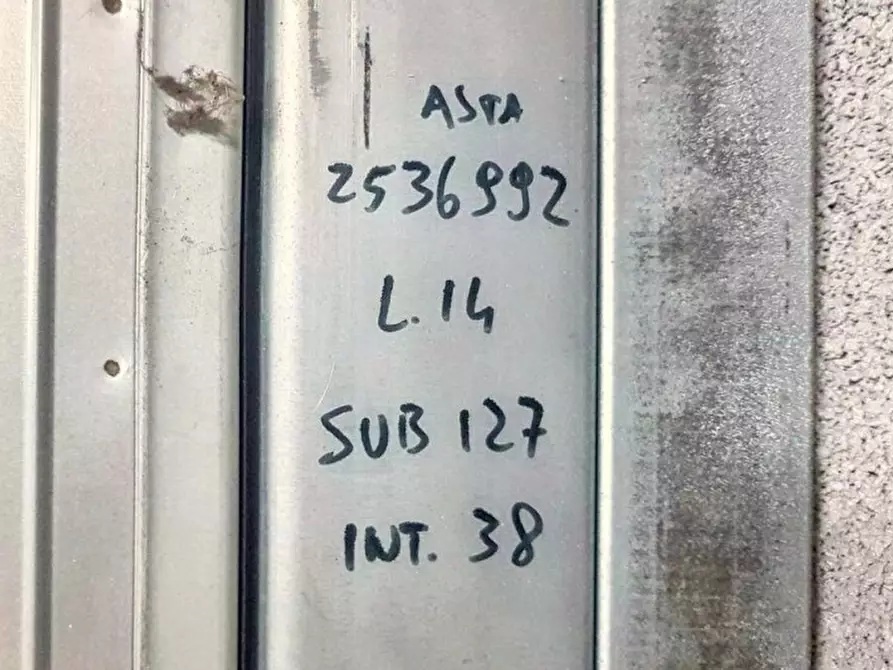 ASTA
2536992
L. 14
SUB 127
INT. 38